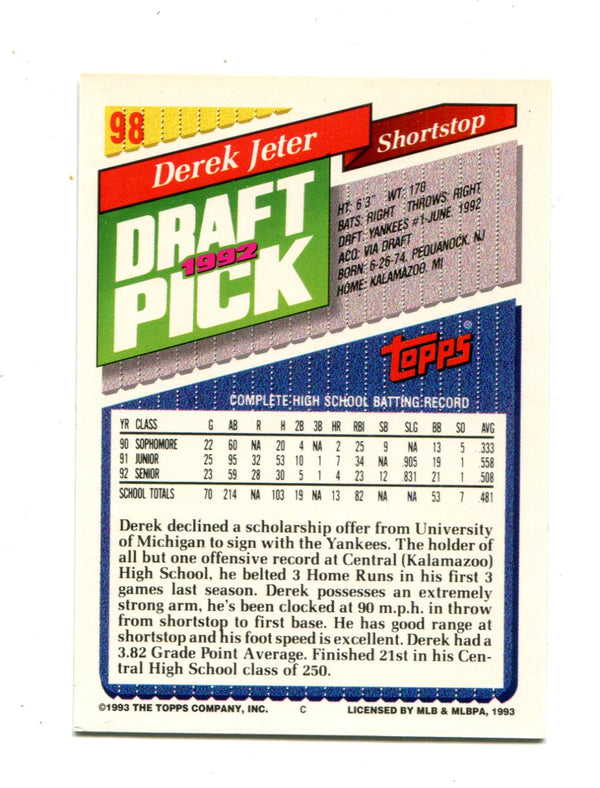 98
Derek Jeter
Shortstop
DRAFT
1992
PICK
HT: 6'3" WT: 178
BATS: RIGHT THROWS: RIGHT
DRFT: YANKEES #1-JUNE, 1992
ACQ: VIA DRAFT
BORN: 6-26-74, PEQUANOCK, NJ
HOME: KALAMAZOO, MI
TOPPS®
COMPLETE HIGH SCHOOL BATTING RECORD
YR CLASS G AB R H 2B 3B HR RBI SB SLG BB SO AVG
90 SOPHOMORE 22 60 NA 20 4 NA 2 25 9 NA 13 5 .333
91 JUNIOR 25 95 32 53 10 1 7 34 NA .905 19 1 .558
92 SENIOR 23 59 28 30 5 1 4 23 12 .831 21 1 .508
SCHOOL TOTALS 70 214 NA 103 19 NA 13 82 NA NA 53 7 .481
Derek declined a scholarship offer from University
of Michigan to sign with the Yankees. The holder of
all but one offensive record at Central (Kalamazoo)
High School, he belted 3 Home Runs in his first 3
games last season. Derek possesses an extremely
strong arm, he's been clocked at 90 m.p.h. in throw
from shortstop to first base. He has good range at
shortstop and his foot speed is excellent. Derek had a
3.82 Grade Point Average. Finished 21st in his Cen-
tral High School class of 250.
©1993 THE TOPPS COMPANY, INC. C LICENSED BY MLB & MLBPA, 1993